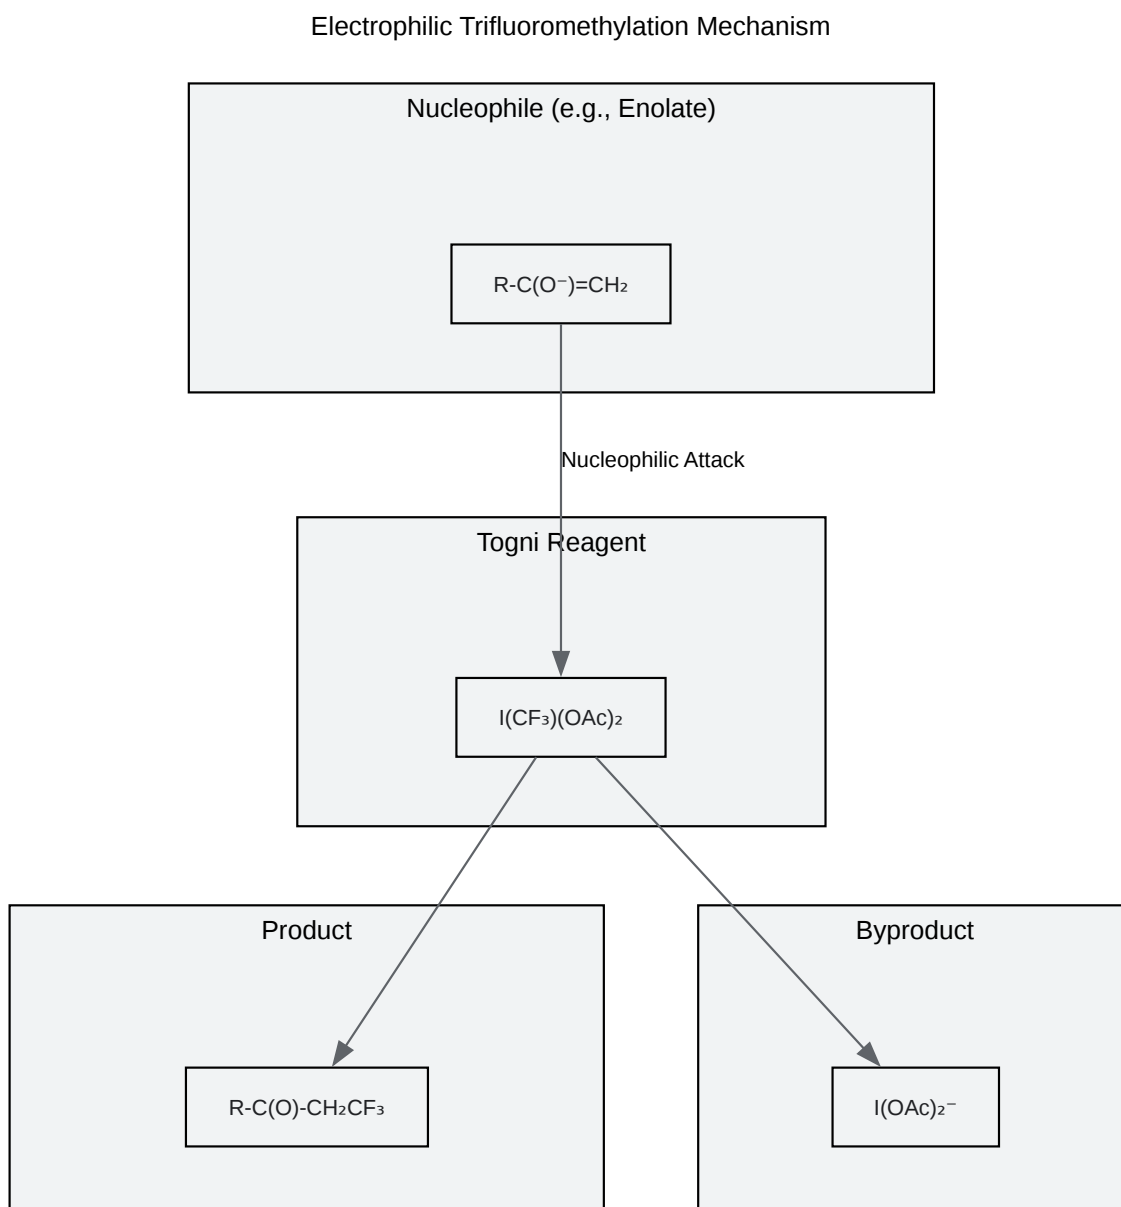 Electrophilic Trifluoromethylation Mechanism
Nucleophile (e.g., Enolate)
R-C(O⁻)=CH₂
Nucleophilic Attack
Togni Reagent
I(CF₃)(OAc)₂
Product
Byproduct
R-C(O)-CH₂CF₃
I(OAc)₂⁻